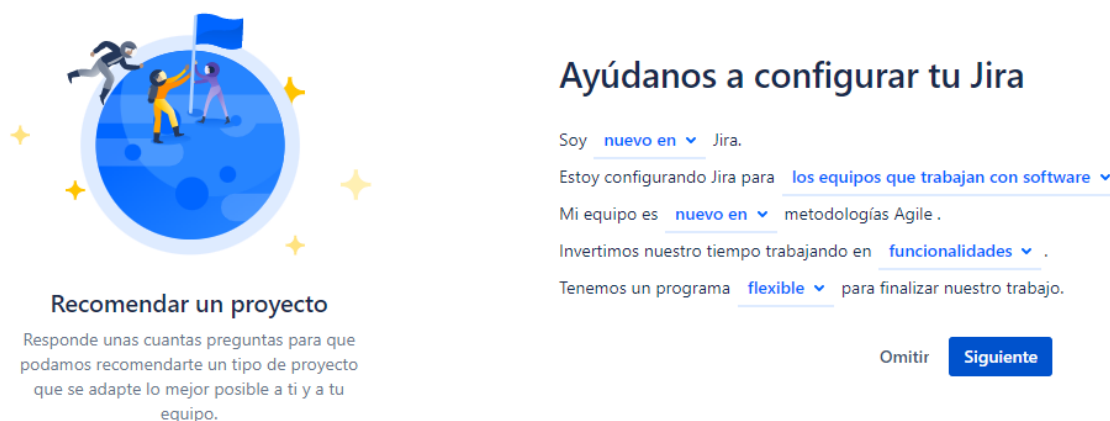 Recomendar un proyecto
Responde unas cuantas preguntas para que
podamos recomendarte un tipo de proyecto
que se adapte lo mejor posible a ti y a tu
equipo.
Ayúdanos a configurar tu Jira
Soy nuevo en Jira.
Estoy configurando Jira para los equipos que trabajan con software
Mi equipo es nuevo en metodologías Agile .
Invertimos nuestro tiempo trabajando en funcionalidades .
Tenemos un programa flexible para finalizar nuestro trabajo.
Omitir Siguiente